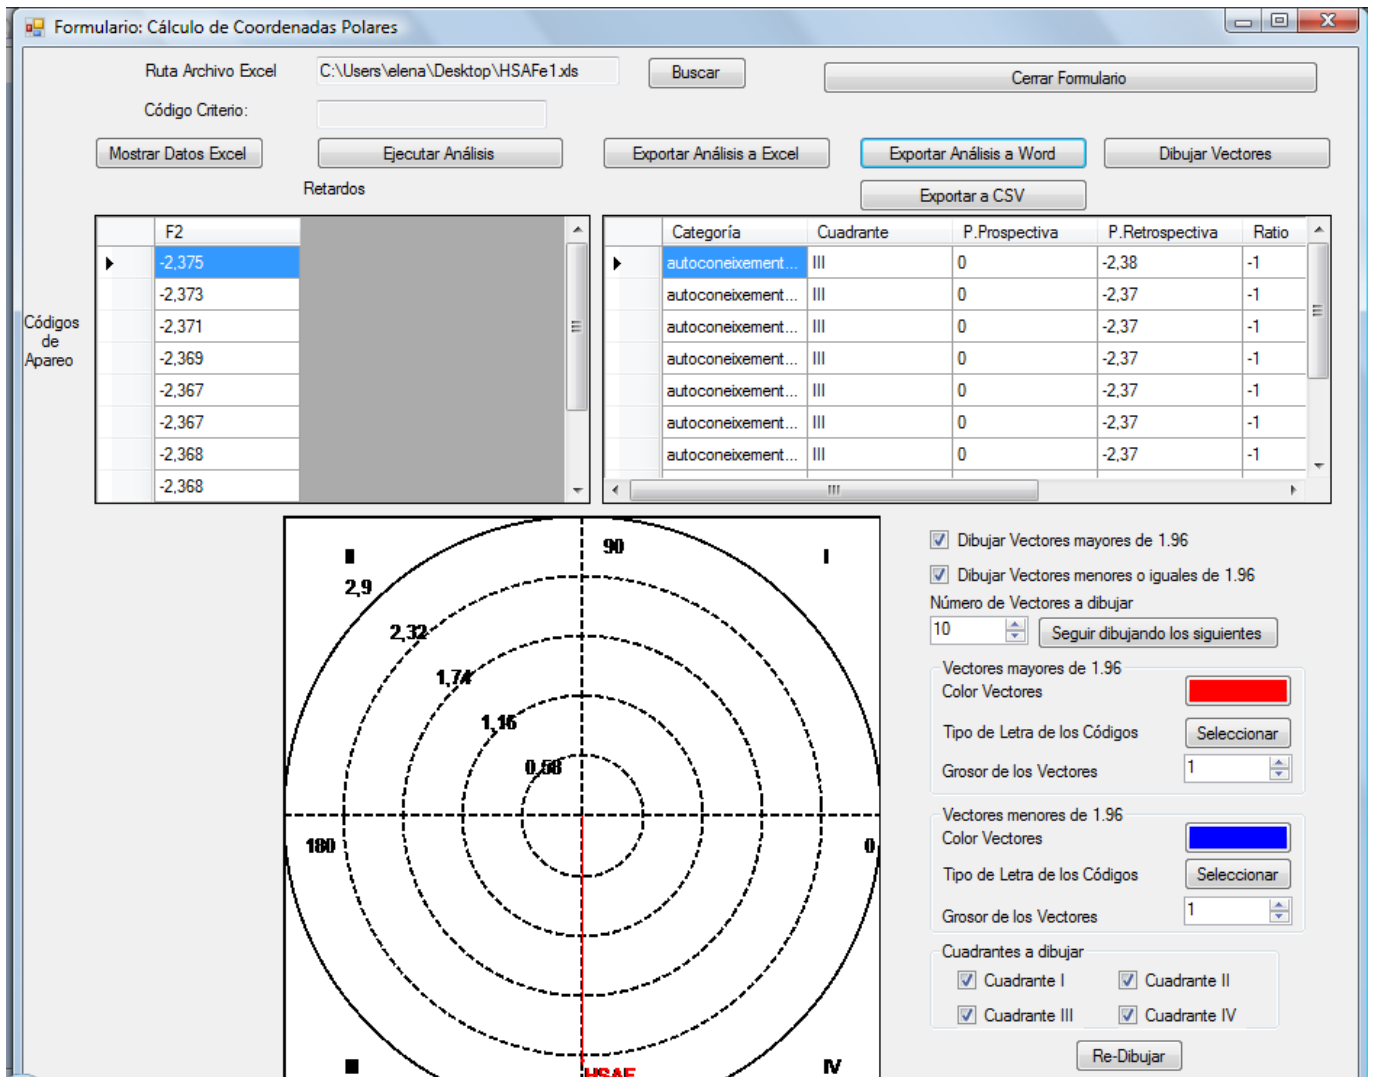 Formulario: Cálculo de Coordenadas Polares
Ruta Archivo Excel C:\Users\elena\Desktop\HSAFe1.xls Buscar Cerrar Formulario
Código Criterio:
Mostrar Datos Excel Ejecutar Análisis Exportar Análisis a Excel Exportar Análisis a Word Dibujar Vectores
Retardos Exportar a CSV
F2
-2,375
-2,373
-2,371
-2,369
-2,367
-2,367
-2,368
-2,368
Códigos
de
Apareo
Categoría Cuadrante P.Prospectiva P.Retrospectiva Ratio
autoconeixement... III 0 -2,38 -1
autoconeixement... III 0 -2,37 -1
autoconeixement... III 0 -2,37 -1
autoconeixement... III 0 -2,37 -1
autoconeixement... III 0 -2,37 -1
autoconeixement... III 0 -2,37 -1
autoconeixement... III 0 -2,37 -1
II 90 I
2,9
2,32
1,74
1,16
0,58
180 0
III IV
HSAF
Dibujar Vectores mayores de 1.96
Dibujar Vectores menores o iguales de 1.96
Número de Vectores a dibujar
10 Seguir dibujando los siguientes
Vectores mayores de 1.96
Color Vectores
Tipo de Letra de los Códigos Seleccionar
Grosor de los Vectores 1
Vectores menores de 1.96
Color Vectores
Tipo de Letra de los Códigos Seleccionar
Grosor de los Vectores 1
Cuadrantes a dibujar
Cuadrante I Cuadrante II
Cuadrante III Cuadrante IV
Re-Dibujar